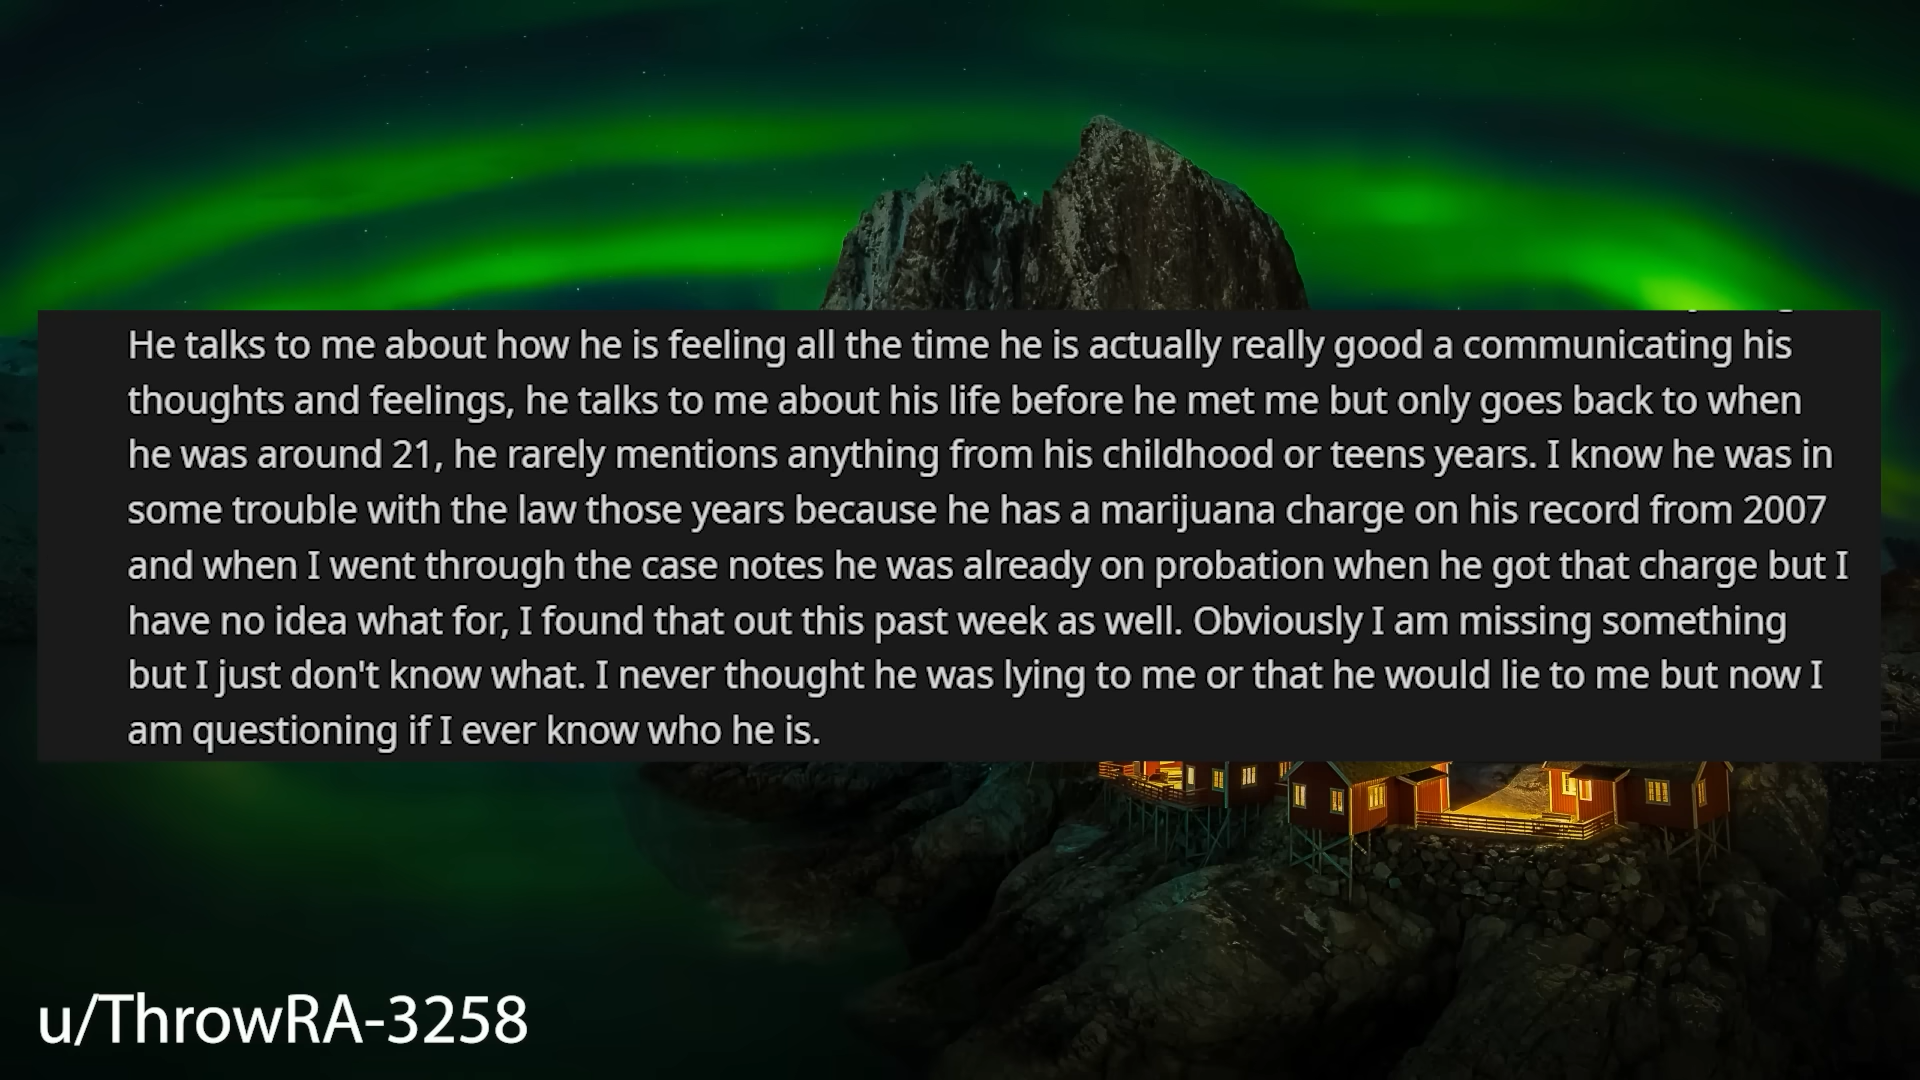 He talks to me about how he is feeling all the time he is actually really good a communicating his
thoughts and feelings, he talks to me about his life before he met me but only goes back to when
he was around 21, he rarely mentions anything from his childhood or teens years. I know he was in
some trouble with the law those years because he has a marijuana charge on his record from 2007
and when I went through the case notes he was already on probation when he got that charge but I
have no idea what for, I found that out this past week as well. Obviously I am missing something
but I just don't know what. I never thought he was lying to me or that he would lie to me but now I
am questioning if I ever know who he is.
u/ThrowRA-3258